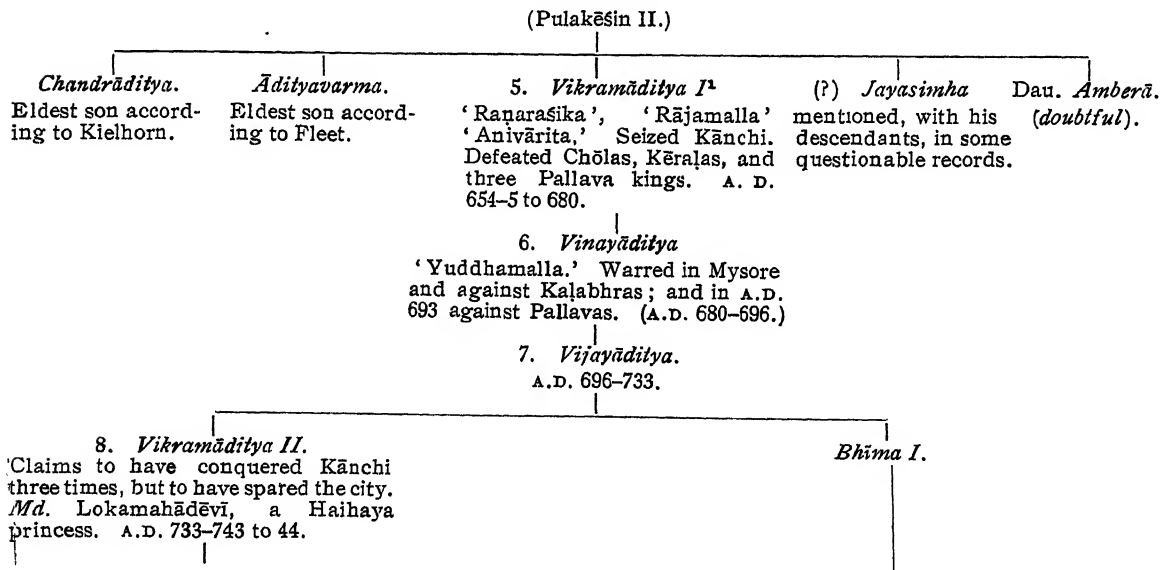 (Pulakēśin II.)
Chandrāditya.
Eldest son accord-
ing to Kielhorn.
Ādityavarma.
Eldest son accord-
ing to Fleet.
5. Vikramāditya I¹
‘Raṇaraśika’, ‘Rājamalla’
‘Anivārita,’ Seized Kānchi.
Defeated Chōlas, Kēraḷas, and
three Pallava kings. A. D.
654–5 to 680.
(?) Jayasimha
mentioned, with his
descendants, in some
questionable records.
Dau. Amberā.
(doubtful).
6. Vinayāditya
‘Yuddhamalla.’ Warred in Mysore
and against Kaḷabhras; and in A.D.
693 against Pallavas. (A.D. 680–696.)
7. Vijayāditya.
A.D. 696–733.
8. Vikramāditya II.
Claims to have conquered Kānchi
three times, but to have spared the city.
Md. Lokamahādēvī, a Haihaya
princess. A.D. 733–743 to 44.
Bhīma I.